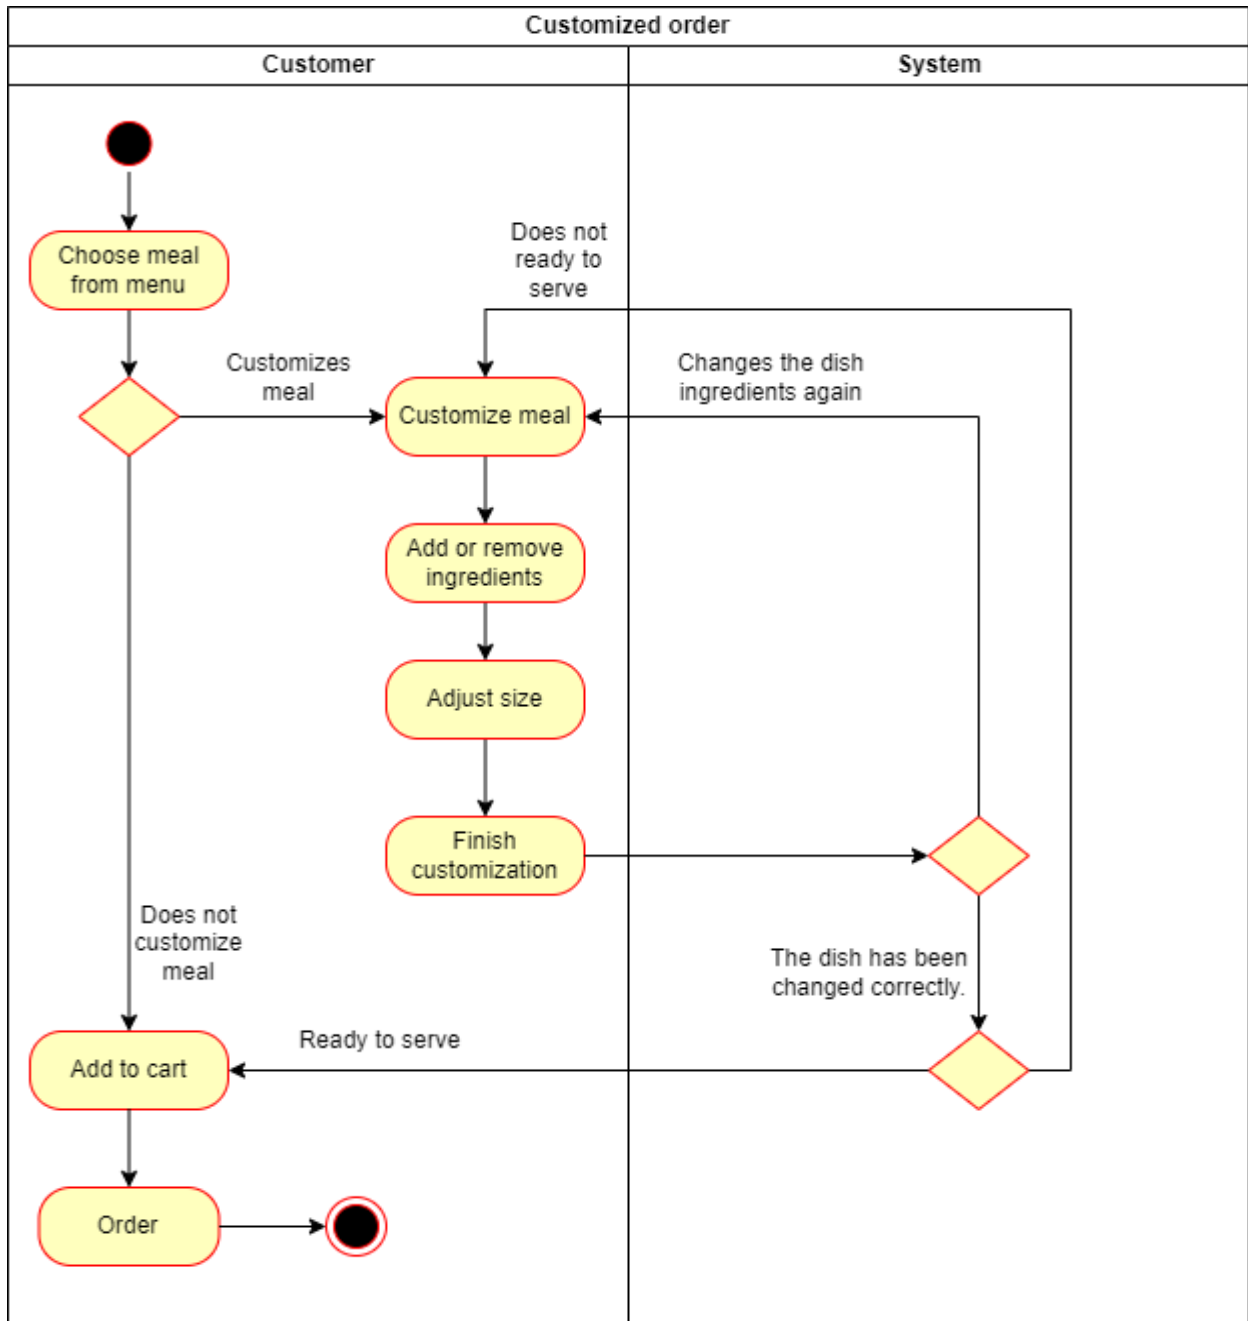 Customized order
Customer
System
Choose meal
from menu
Does not
ready to
serve
Customizes
meal
Changes the dish
ingredients again
Customize meal
Add or remove
ingredients
Adjust size
Finish
customization
Does not
customize
meal
The dish has been
changed correctly.
Ready to serve
Add to cart
Order